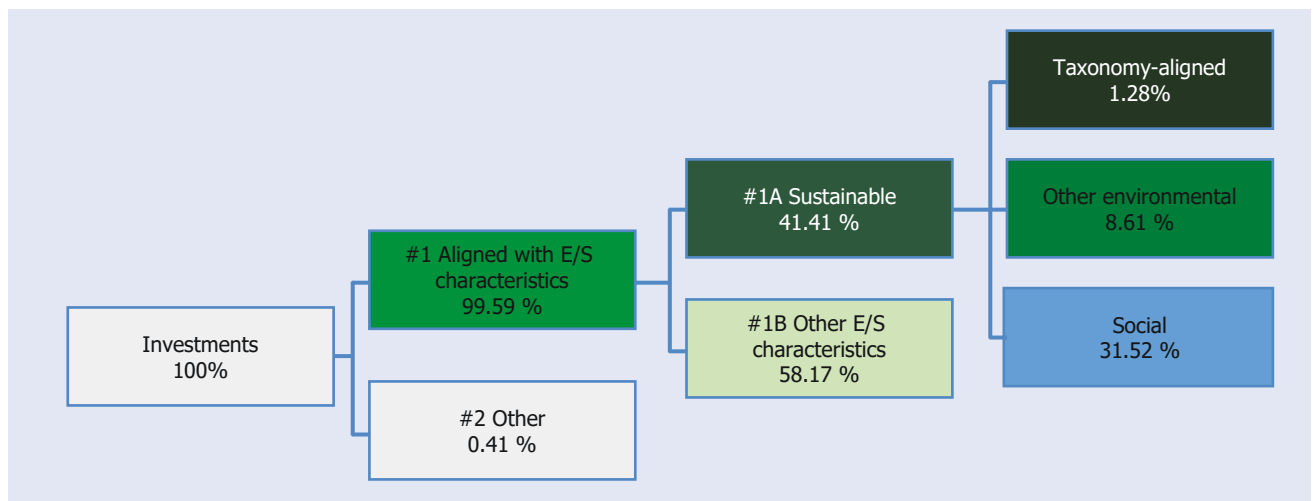 Investments
100%
#1 Aligned with E/S
characteristics
99.59 %
#2 Other
0.41 %
#1A Sustainable
41.41 %
#1B Other E/S
characteristics
58.17 %
Taxonomy-aligned
1.28%
Other environmental
8.61 %
Social
31.52 %